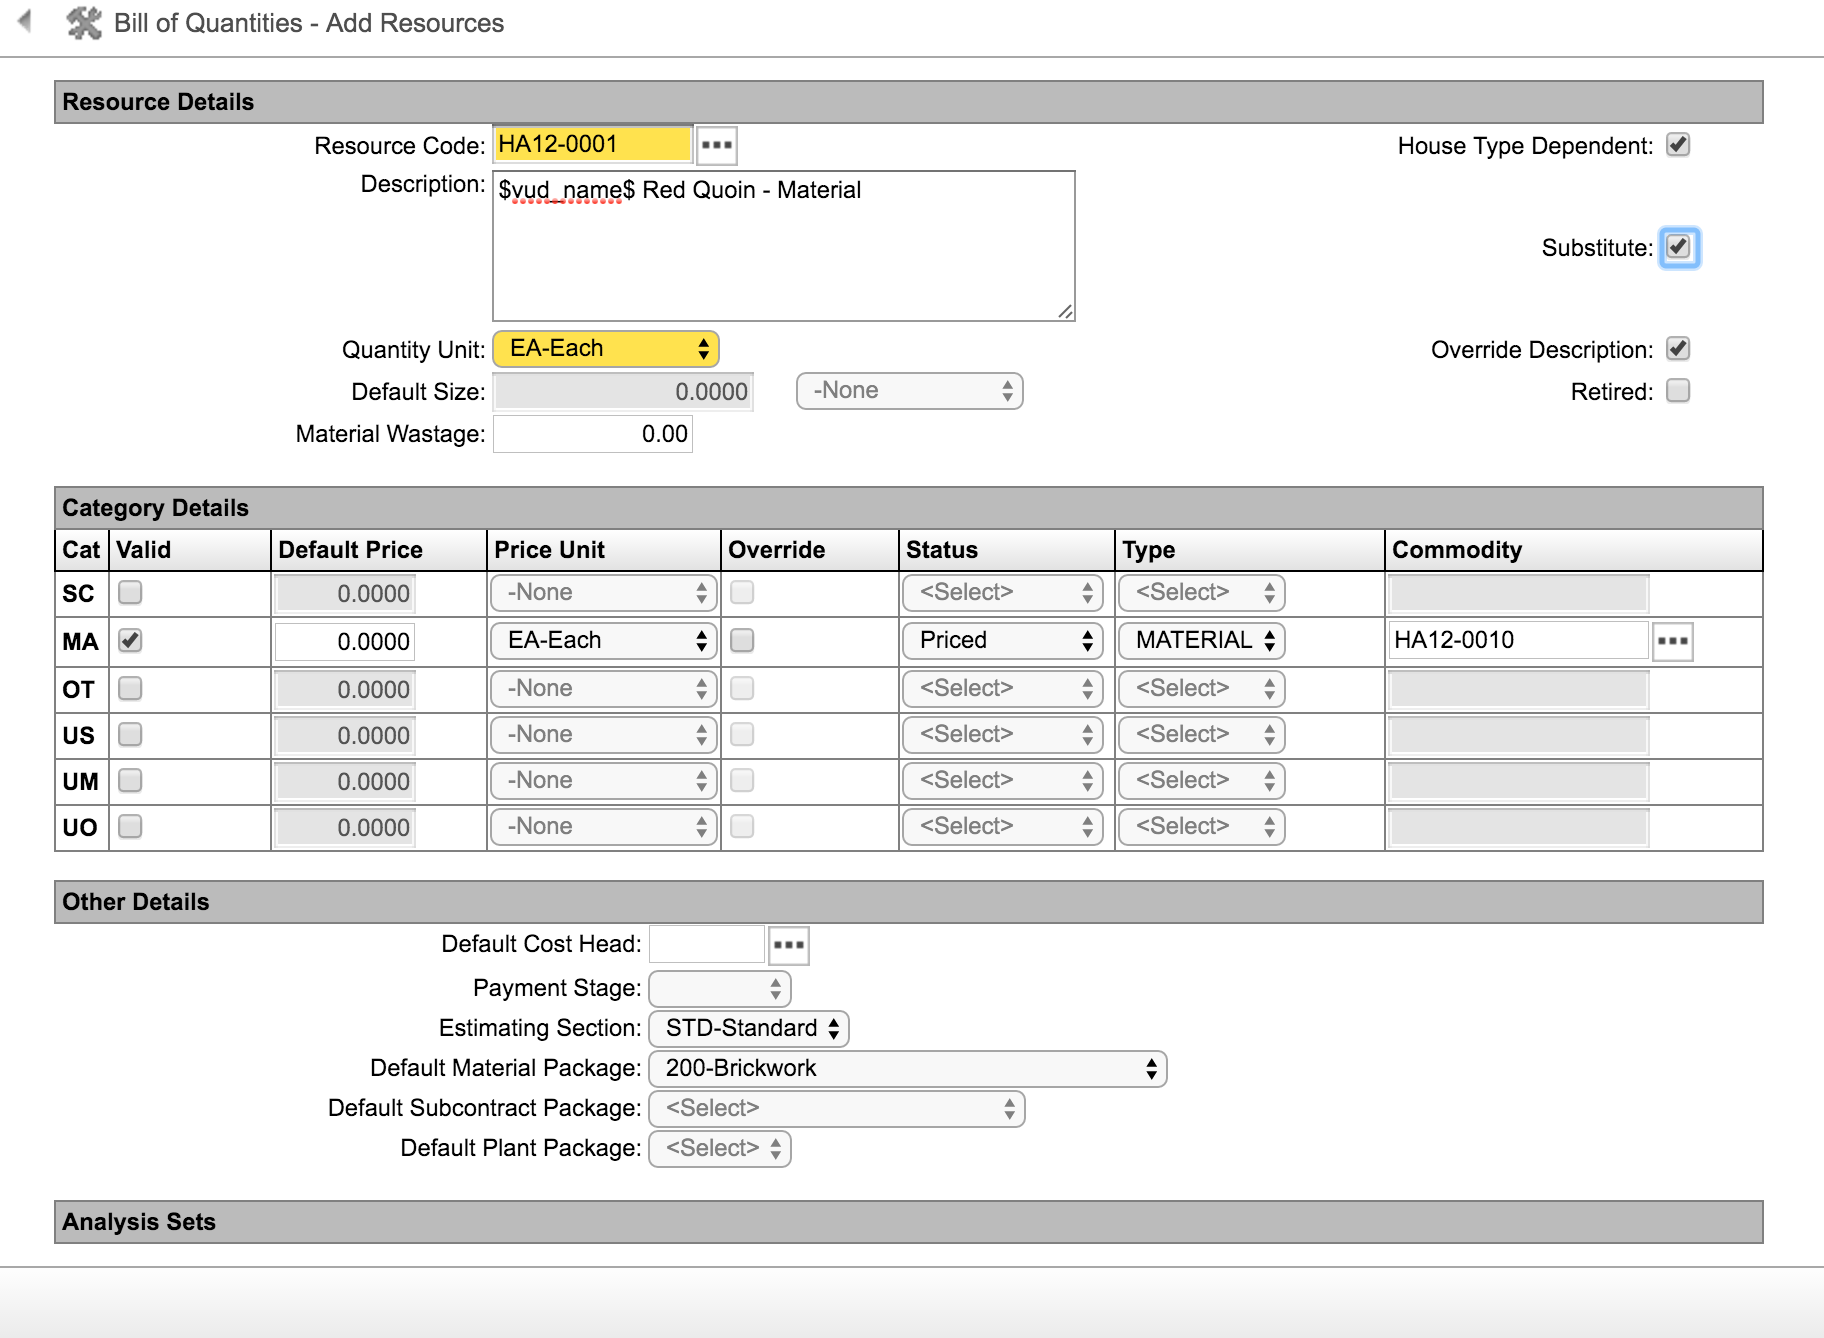 Bill of Quantities - Add Resources
Resource Details
Resource Code: HA12-0001 House Type Dependent:
Description: $vud_name$ Red Quoin - Material
Substitute:
Quantity Unit: EA-Each Override Description:
Default Size: 0.0000 -None Retired:
Material Wastage: 0.00
Category Details
Cat Valid Default Price Price Unit Override Status Type Commodity
SC 0.0000 -None <Select> <Select>
MA 0.0000 EA-Each Priced MATERIAL HA12-0010
OT 0.0000 -None <Select> <Select>
US 0.0000 -None <Select> <Select>
UM 0.0000 -None <Select> <Select>
UO 0.0000 -None <Select> <Select>
Other Details
Default Cost Head:
Payment Stage:
Estimating Section: STD-Standard
Default Material Package: 200-Brickwork
Default Subcontract Package: <Select>
Default Plant Package: <Select>
Analysis Sets